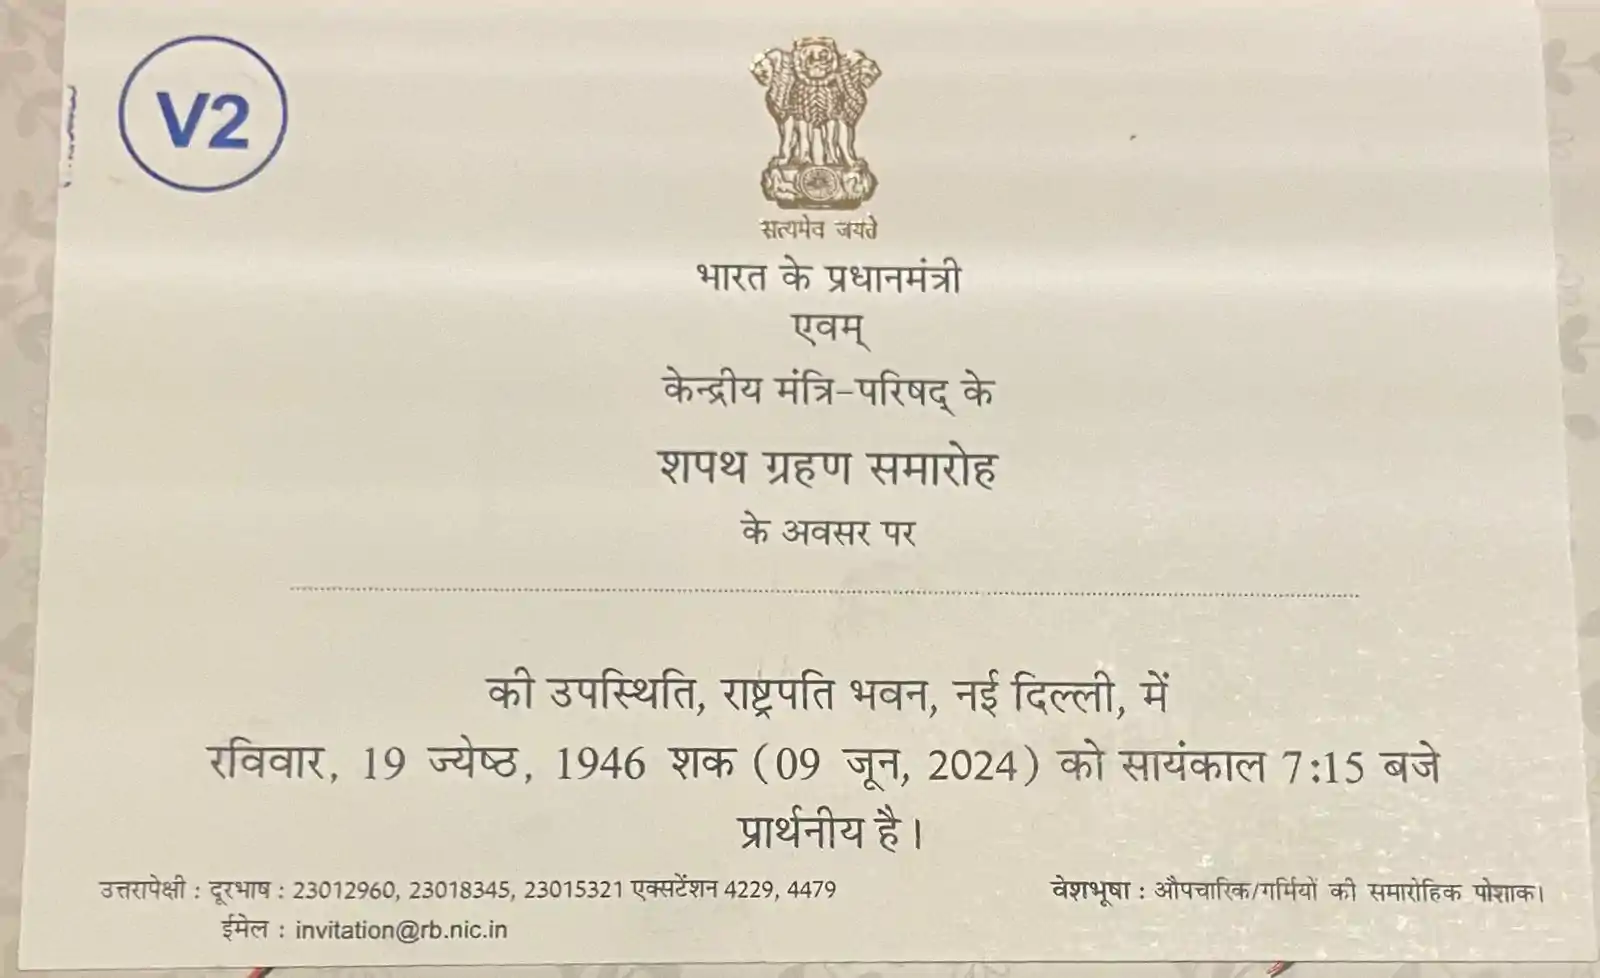 V2
सत्यमेव जयते
भारत के प्रधानमंत्री
एवम्
केन्द्रीय मंत्रि-परिषद् के
शपथ ग्रहण समारोह
के अवसर पर
की उपस्थिति, राष्ट्रपति भवन, नई दिल्ली, में
रविवार, 19 ज्येष्ठ, 1946 शक (09 जून, 2024) को सायंकाल 7:15 बजे
प्रार्थनीय है।
उत्तरापेक्षी : दूरभाष : 23012960, 23018345, 23015321 एक्सटेंशन 4229, 4479
वेशभूषा : औपचारिक/गर्मियों की समारोहिक पोशाक।
ईमेल : invitation@rb.nic.in